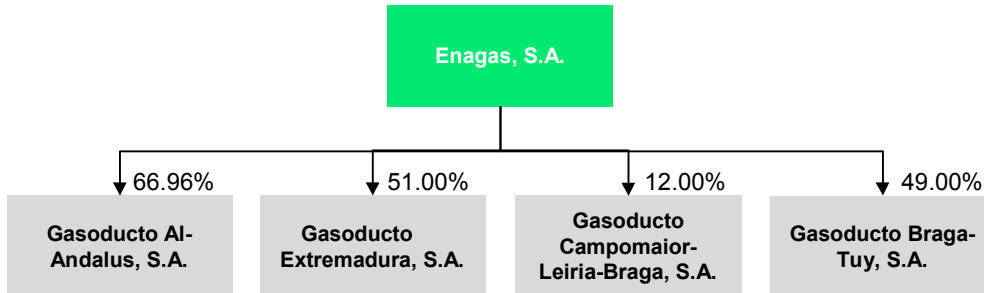 Enagas, S.A.
66.96%
51.00%
12.00%
49.00%
Gasoducto Al-
Andalus, S.A.
Gasoducto
Extremadura, S.A.
Gasoducto
Campomaior-
Leiria-Braga, S.A.
Gasoducto Braga-
Tuy, S.A.